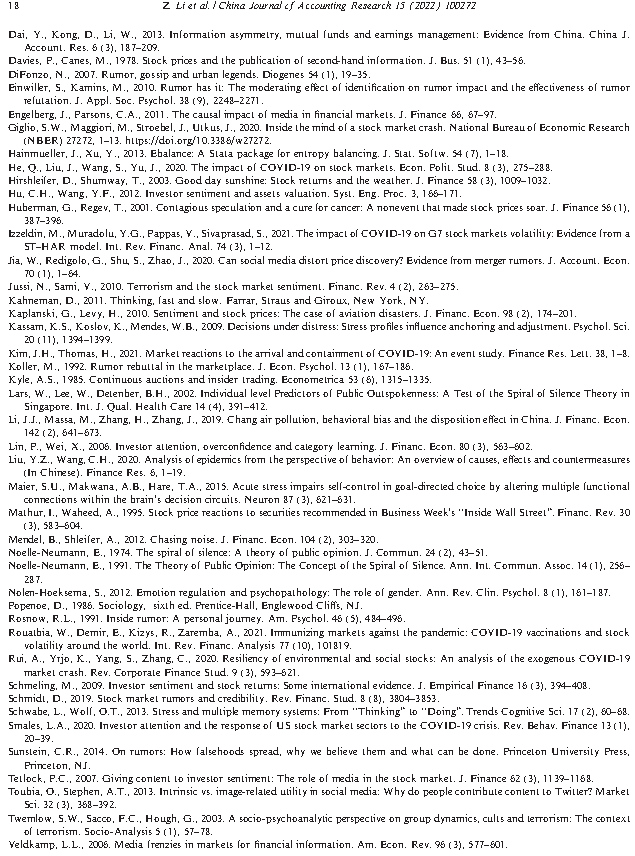 18
Z. Li et al. / China Journal of Accounting Research 15 (2022) 100272
Dai, Y., Kong, D., Li, W., 2013. Information asymmetry, mutual funds and earnings management: Evidence from China. China J.
Account. Res. 6 (3), 187–209.
Davies, P., Canes, M., 1978. Stock prices and the publication of second-hand information. J. Bus. 51 (1), 43–56.
DiFonzo, N., 2007. Rumor, gossip and urban legends. Diogenes 54 (1), 19–35.
Einwiller, S., Kamins, M., 2010. Rumor has it: The moderating effect of identification on rumor impact and the effectiveness of rumor
refutation. J. Appl. Soc. Psychol. 38 (9), 2248–2271.
Engelberg, J., Parsons, C.A., 2011. The causal impact of media in financial markets. J. Finance 66, 67–97.
Giglio, S.W., Maggiori, M., Stroebel, J., Utkus, J., 2020. Inside the mind of a stock market crash. National Bureau of Economic Research
(NBER) 27272, 1–13. https://doi.org/10.3386/w27272.
Hainmueller, J., Xu, Y., 2013. Ebalance: A Stata package for entropy balancing. J. Stat. Softw. 54 (7), 1–18.
He, Q., Liu, J., Wang, S., Yu, J., 2020. The impact of COVID-19 on stock markets. Econ. Polit. Stud. 8 (3), 275–288.
Hirshleifer, D., Shumway, T., 2003. Good day sunshine: Stock returns and the weather. J. Finance 58 (3), 1009–1032.
Hu, C.H., Wang, Y.F., 2012. Investor sentiment and assets valuation. Syst. Eng. Proc. 3, 166–171.
Huberman, G., Regev, T., 2001. Contagious speculation and a cure for cancer: A nonevent that made stock prices soar. J. Finance 56 (1),
387–396.
Izzeldin, M., Muradolu, Y.G., Pappas, V., Sivaprasad, S., 2021. The impact of COVID-19 on G7 stock markets volatility: Evidence from a
ST–HAR model. Int. Rev. Financ. Anal. 74 (3), 1–12.
Jia, W., Redigolo, G., Shu, S., Zhao, J., 2020. Can social media distort price discovery? Evidence from merger rumors. J. Account. Econ.
70 (1), 1–64.
Jussi, N., Sami, V., 2010. Terrorism and the stock market sentiment. Financ. Rev. 4 (2), 263–275.
Kahneman, D., 2011. Thinking, fast and slow. Farrar, Straus and Giroux, New York, NY.
Kaplanski, G., Levy, H., 2010. Sentiment and stock prices: The case of aviation disasters. J. Financ. Econ. 98 (2), 174–201.
Kassam, K.S., Koslov, K., Mendes, W.B., 2009. Decisions under distress: Stress profiles influence anchoring and adjustment. Psychol. Sci.
20 (11), 1394–1399.
Kim, J.H., Thomas, H., 2021. Market reactions to the arrival and containment of COVID-19: An event study. Finance Res. Lett. 38, 1–8.
Koller, M., 1992. Rumor rebuttal in the marketplace. J. Econ. Psychol. 13 (1), 167–186.
Kyle, A.S., 1985. Continuous auctions and insider trading. Econometrica 53 (6), 1315–1335.
Lars, W., Lee, W., Detenber, B.H., 2002. Individual level Predictors of Public Outspokenness: A Test of the Spiral of Silence Theory in
Singapore. Int. J. Qual. Health Care 14 (4), 391–412.
Li, J.J., Massa, M., Zhang, H., Zhang, J., 2019. Chang air pollution, behavioral bias and the disposition effect in China. J. Financ. Econ.
142 (2), 641–673.
Lin, P., Wei, X., 2006. Investor attention, overconfidence and category learning. J. Financ. Econ. 80 (3), 563–602.
Liu, Y.Z., Wang, C.H., 2020. Analysis of epidemics from the perspective of behavior: An overview of causes, effects and countermeasures
(In Chinese). Finance Res. 6, 1–19.
Maier, S.U., Makwana, A.B., Hare, T.A., 2015. Acute stress impairs self-control in goal-directed choice by altering multiple functional
connections within the brain's decision circuits. Neuron 87 (3), 621–631.
Mathur, I., Waheed, A., 1995. Stock price reactions to securities recommended in Business Week's “Inside Wall Street”. Financ. Rev. 30
(3), 583–604.
Mendel, B., Shleifer, A., 2012. Chasing noise. J. Financ. Econ. 104 (2), 303–320.
Noelle-Neumann, E., 1974. The spiral of silence: A theory of public opinion. J. Commun. 24 (2), 43–51.
Noelle-Neumann, E., 1991. The Theory of Public Opinion: The Concept of the Spiral of Silence. Ann. Int. Commun. Assoc. 14 (1), 256–
287.
Nolen-Hoeksema, S., 2012. Emotion regulation and psychopathology: The role of gender. Ann. Rev. Clin. Psychol. 8 (1), 161–187.
Popenoe, D., 1986. Sociology, sixth ed. Prentice-Hall, Englewood Cliffs, NJ.
Rosnow, R.L., 1991. Inside rumor: A personal journey. Am. Psychol. 46 (5), 484–496.
Rouatbia, W., Demir, E., Kizys, R., Zaremba, A., 2021. Immunizing markets against the pandemic: COVID-19 vaccinations and stock
volatility around the world. Int. Rev. Financ. Analysis 77 (10), 101819.
Rui, A., Yrjo, K., Yang, S., Zhang, C., 2020. Resiliency of environmental and social stocks: An analysis of the exogenous COVID-19
market crash. Rev. Corporate Finance Stud. 9 (3), 593–621.
Schmeling, M., 2009. Investor sentiment and stock returns: Some international evidence. J. Empirical Finance 16 (3), 394–408.
Schmidt, D., 2019. Stock market rumors and credibility. Rev. Financ. Stud. 8 (8), 3804–3853.
Schwabe, L., Wolf, O.T., 2013. Stress and multiple memory systems: From “Thinking” to “Doing”. Trends Cognitive Sci. 17 (2), 60–68.
Smales, L.A., 2020. Investor attention and the response of US stock market sectors to the COVID-19 crisis. Rev. Behav. Finance 13 (1),
20–39.
Sunstein, C.R., 2014. On rumors: How falsehoods spread, why we believe them and what can be done. Princeton University Press,
Princeton, NJ.
Tetlock, P.C., 2007. Giving content to investor sentiment: The role of media in the stock market. J. Finance 62 (3), 1139–1168.
Toubia, O., Stephen, A.T., 2013. Intrinsic vs. image-related utility in social media: Why do people contribute content to Twitter? Market
Sci. 32 (3), 368–392.
Twemlow, S.W., Sacco, F.C., Hough, G., 2003. A socio-psychoanalytic perspective on group dynamics, cults and terrorism: The context
of terrorism. Socio-Analysis 5 (1), 57–78.
Veldkamp, L.L., 2006. Media frenzies in markets for financial information. Am. Econ. Rev. 96 (3), 577–601.